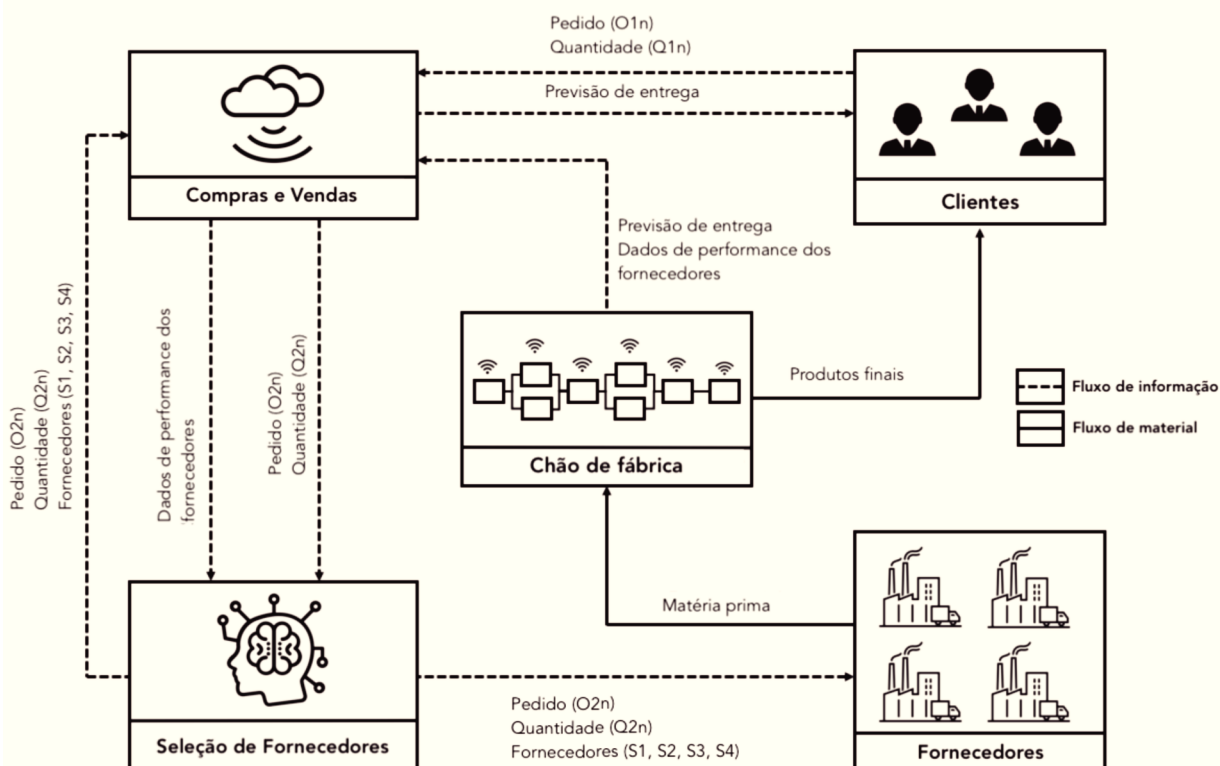 Pedido (O1n)
Quantidade (Q1n)
Previsão de entrega
Compras e Vendas
Clientes
Previsão de entrega
Dados de performance dos
fornecedores
Pedido (O2n)
Quantidade (Q2n)
Fornecedores (S1, S2, S3, S4)
Dados de performance dos
fornecedores
Pedido (O2n)
Quantidade (Q2n)
Produtos finais
Fluxo de informação
Fluxo de material
Chão de fábrica
Matéria prima
Pedido (O2n)
Quantidade (Q2n)
Fornecedores (S1, S2, S3, S4)
Seleção de Fornecedores
Fornecedores